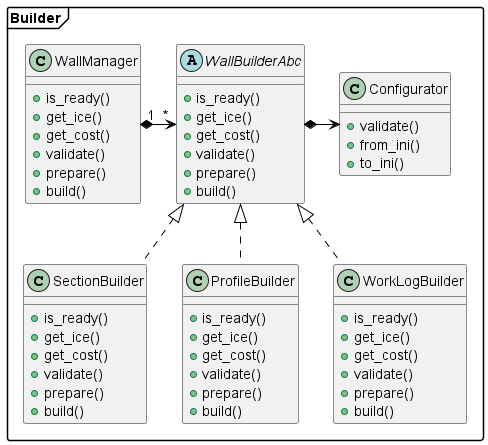 Builder
C WallManager
is_ready()
get_ice()
get_cost()
validate()
prepare()
build()
1 *
A WallBuilderAbc
is_ready()
get_ice()
get_cost()
validate()
prepare()
build()
C Configurator
validate()
from_ini()
to_ini()
C SectionBuilder
is_ready()
get_ice()
get_cost()
validate()
prepare()
build()
C ProfileBuilder
is_ready()
get_ice()
get_cost()
validate()
prepare()
build()
C WorkLogBuilder
is_ready()
get_ice()
get_cost()
validate()
prepare()
build()